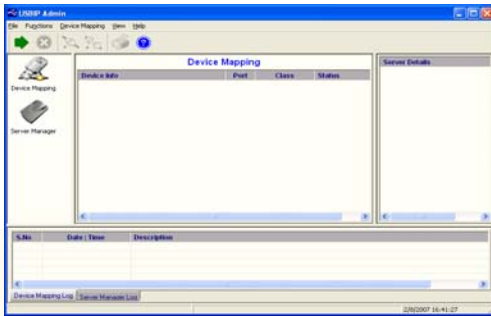 USBIP Admin
File Functions Device Mapping View Help
Device Mapping
Server Manager
Device Mapping
Device Info Port Class Status
Server Details
S.No Date : Time Description
Device Mapping Log Server Manager Log
2/8/2007 16:41:27